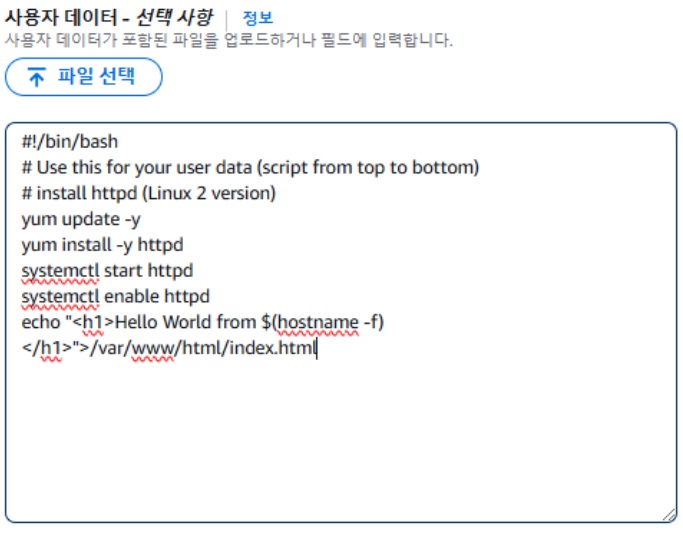 사용자 데이터 - 선택 사항 | 정보
사용자 데이터가 포함된 파일을 업로드하거나 필드에 입력합니다.
파일 선택
#!/bin/bash
# Use this for your user data (script from top to bottom)
# install httpd (Linux 2 version)
yum update -y
yum install -y httpd
systemctl start httpd
systemctl enable httpd
echo "<h1>Hello World from $(hostname -f)
</h1>">/var/www/html/index.html